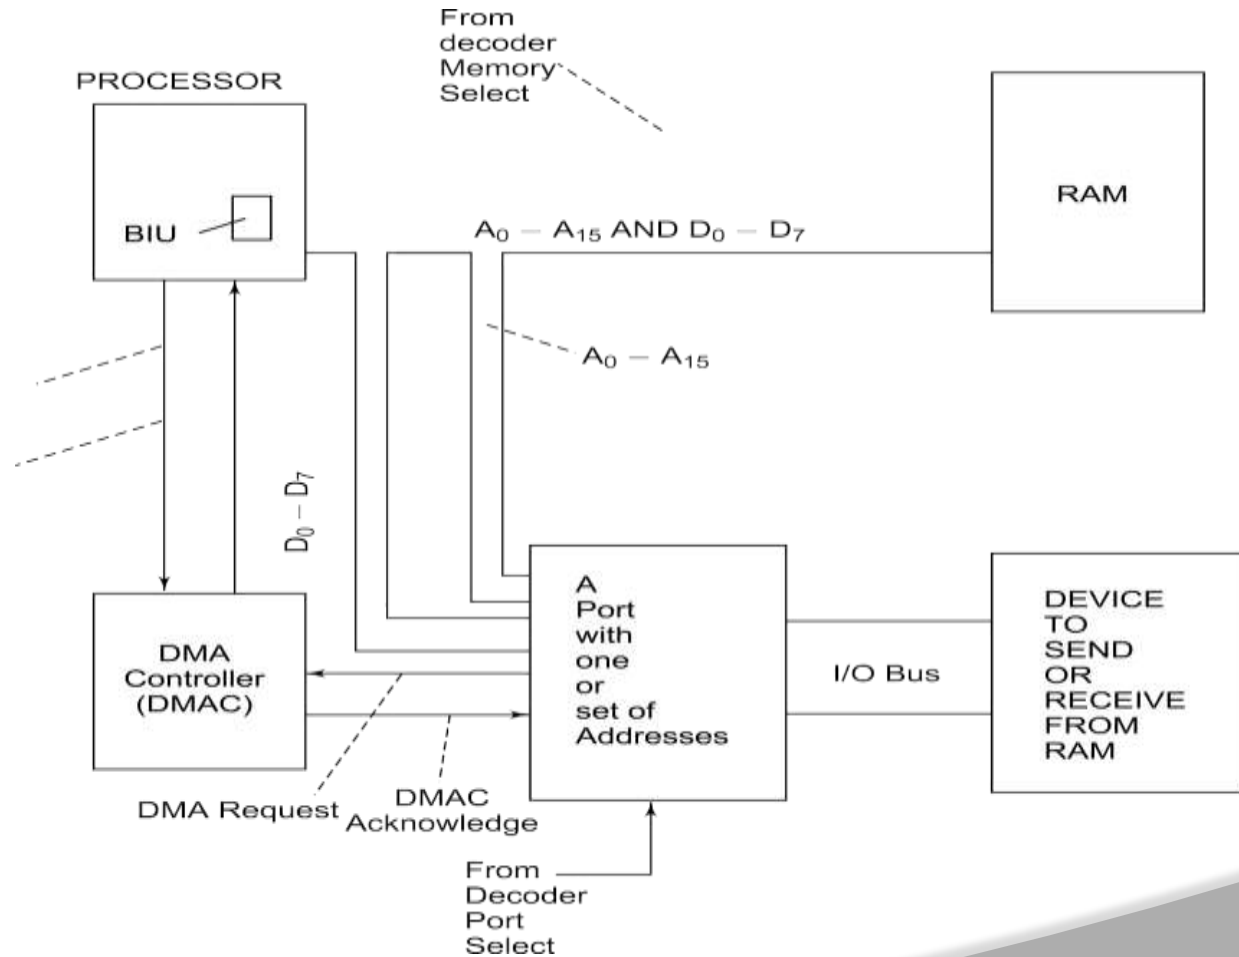 From
decoder
Memory
Select
PROCESSOR
RAM
BIU
A₀ – A₁₅ AND D₀ – D₇
A₀ – A₁₅
D₀ – D₇
A
Port
with
one
or
set of
Addresses
DEVICE
TO
SEND
OR
RECEIVE
FROM
RAM
DMA
Controller
(DMAC)
I/O Bus
DMA Request
DMAC
Acknowledge
From
Decoder
Port
Select